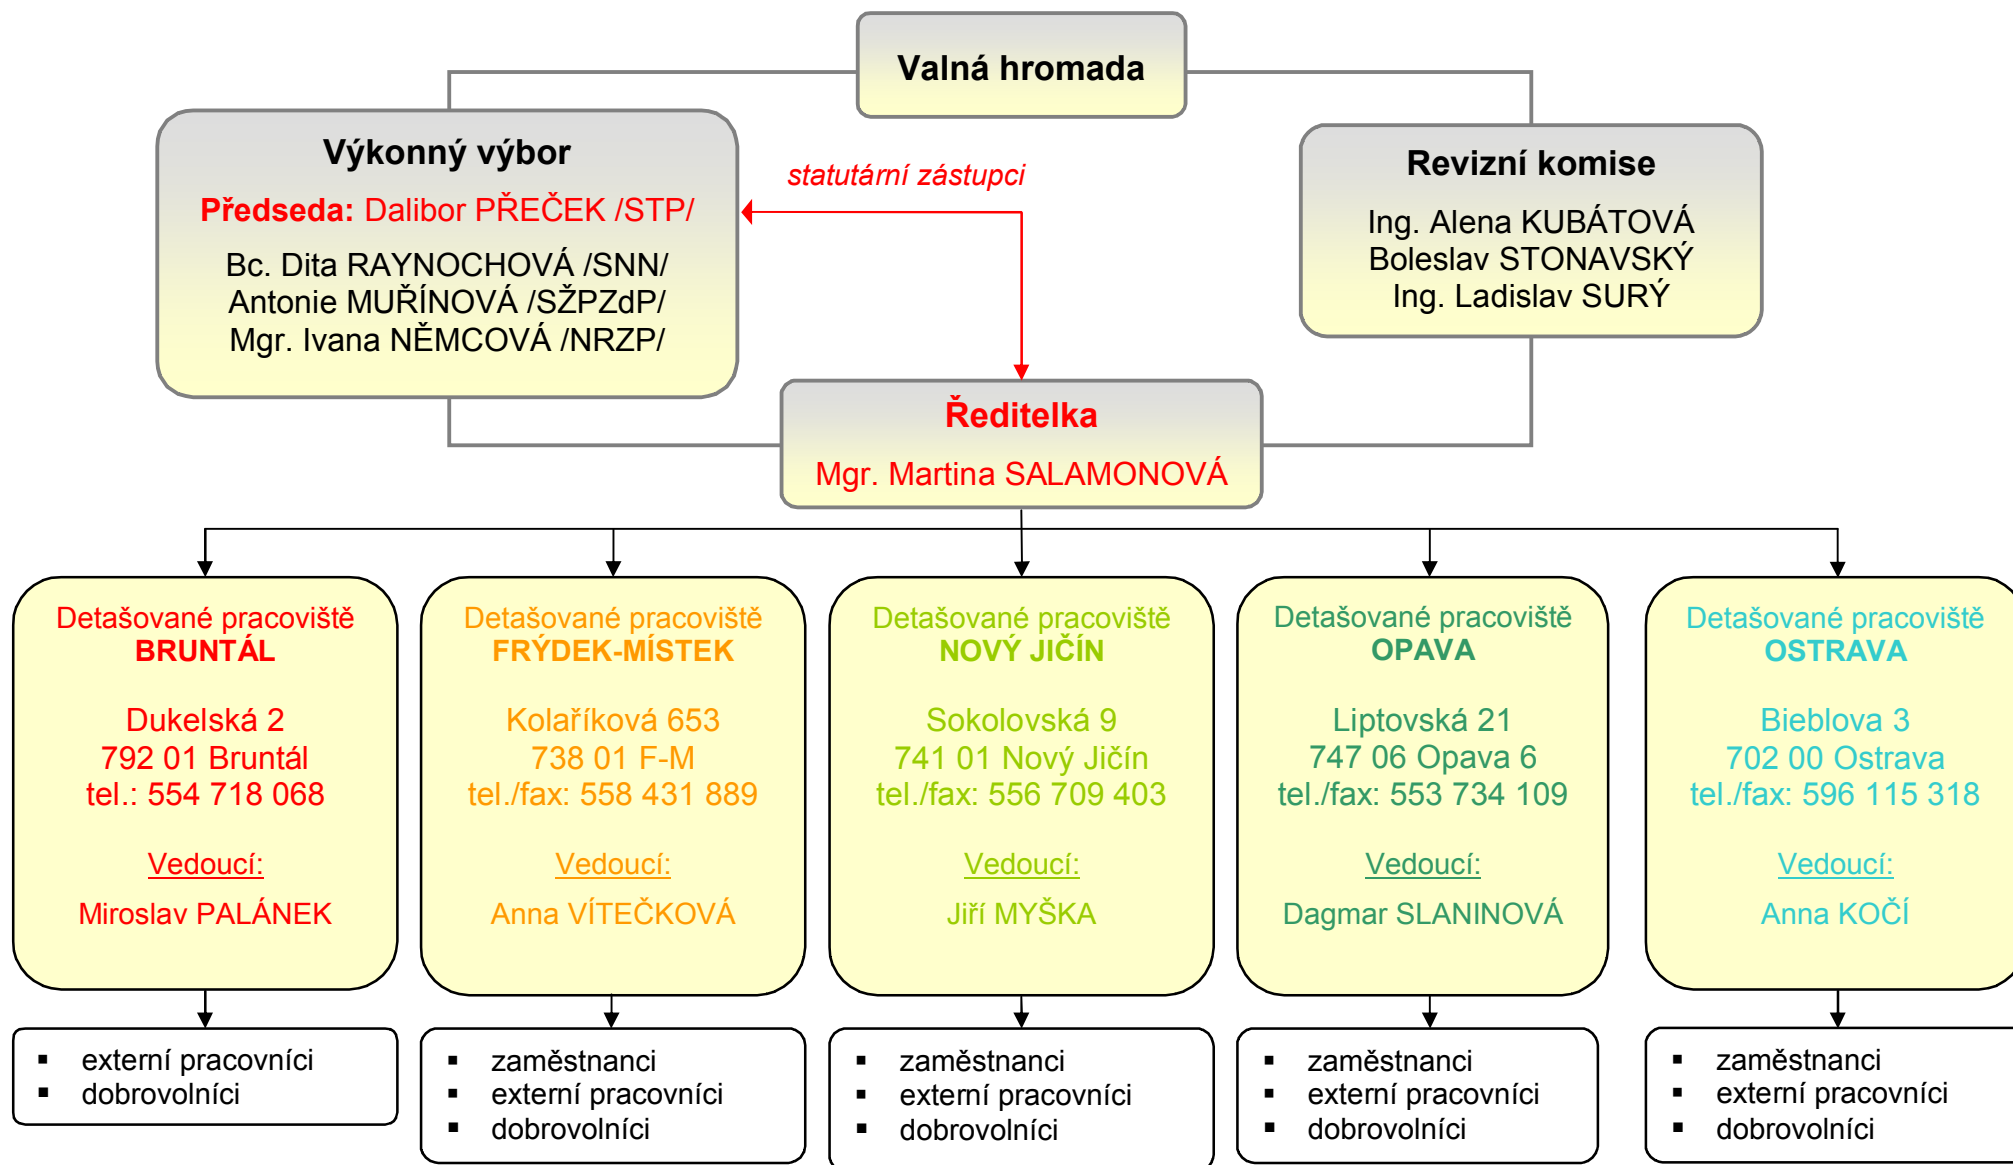 Valná hromada
Výkonný výbor
Předseda: Dalibor PŘEČEK /STP/
Bc. Dita RAYNOCHOVÁ /SNN/
Antonie MUŘÍNOVÁ /SŽPZdP/
Mgr. Ivana NĚMCOVÁ /NRZP/
statutární zástupci
Revizní komise
Ing. Alena KUBÁTOVÁ
Boleslav STONAVSKÝ
Ing. Ladislav SURÝ
Ředitelka
Mgr. Martina SALAMONOVÁ
Detašované pracoviště
BRUNTÁL
Dukelská 2
792 01 Bruntál
tel.: 554 718 068
Vedoucí:
Miroslav PALÁNEK
▪ externí pracovníci
▪ dobrovolníci
Detašované pracoviště
FRÝDEK-MÍSTEK
Kolaříková 653
738 01 F-M
tel./fax: 558 431 889
Vedoucí:
Anna VÍTEČKOVÁ
▪ zaměstnanci
▪ externí pracovníci
▪ dobrovolníci
Detašované pracoviště
NOVÝ JIČÍN
Sokolovská 9
741 01 Nový Jičín
tel./fax: 556 709 403
Vedoucí:
Jiří MYŠKA
▪ zaměstnanci
▪ externí pracovníci
▪ dobrovolníci
Detašované pracoviště
OPAVA
Liptovská 21
747 06 Opava 6
tel./fax: 553 734 109
Vedoucí:
Dagmar SLANINOVÁ
▪ zaměstnanci
▪ externí pracovníci
▪ dobrovolníci
Detašované pracoviště
OSTRAVA
Bieblova 3
702 00 Ostrava
tel./fax: 596 115 318
Vedoucí:
Anna KOČÍ
▪ zaměstnanci
▪ externí pracovníci
▪ dobrovolníci